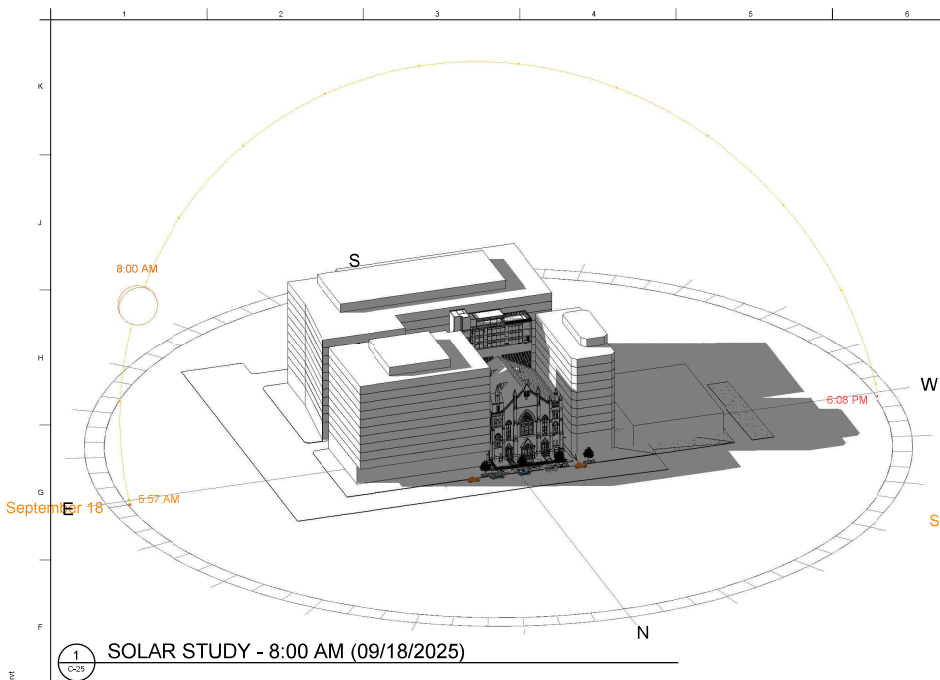 1 2 3 4 5 6
K
J
8:00 AM
S
H
W
6:08 PM
G
5:57 AM
September 18
E
S
F
N
1
C-25
SOLAR STUDY - 8:00 AM (09/18/2025)